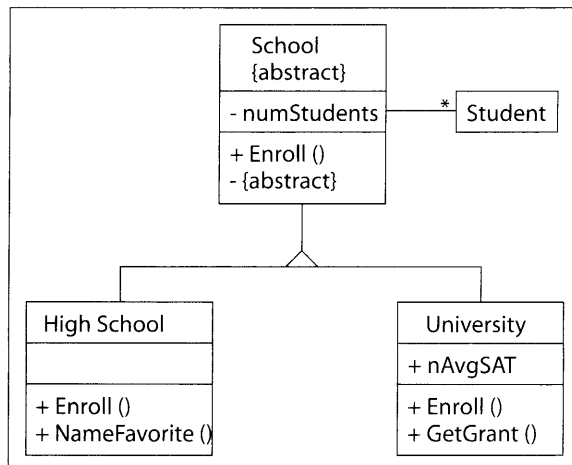 School
{abstract}
- numStudents
*
Student
+ Enroll ()
- {abstract}
High School
+ Enroll ()
+ NameFavorite ()
University
+ nAvgSAT
+ Enroll ()
+ GetGrant ()